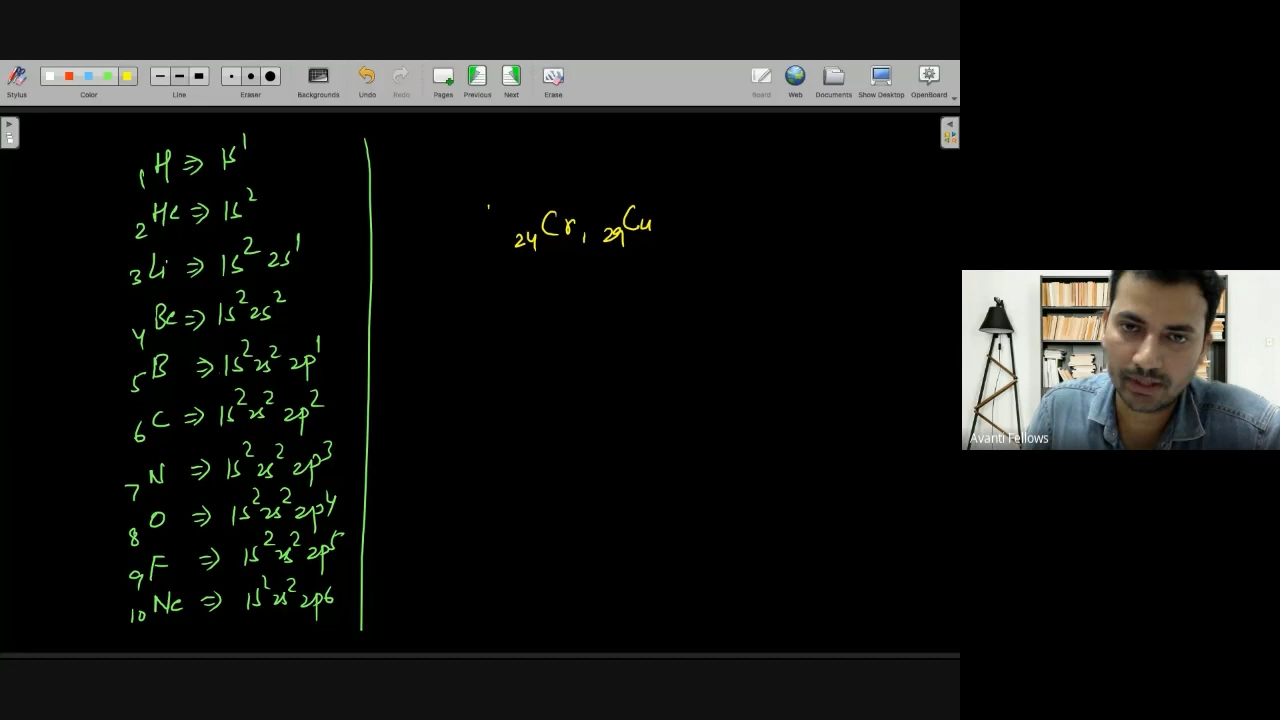 Stylus Color Line Eraser Backgrounds Undo Redo Pages Previous Next Erase Board Web Documents Show Desktop OpenBoard
₁H ⇒ 1s¹
₂He ⇒ 1s²
₃Li ⇒ 1s² 2s¹
₄Be ⇒ 1s² 2s²
₅B ⇒ 1s² 2s² 2p¹
₆C ⇒ 1s² 2s² 2p²
₇N ⇒ 1s² 2s² 2p³
₈O ⇒ 1s² 2s² 2p⁴
₉F ⇒ 1s² 2s² 2p⁵
₁₀Ne ⇒ 1s² 2s² 2p6
₂₄Cr, ₂₉Cu
Avanti Fellows